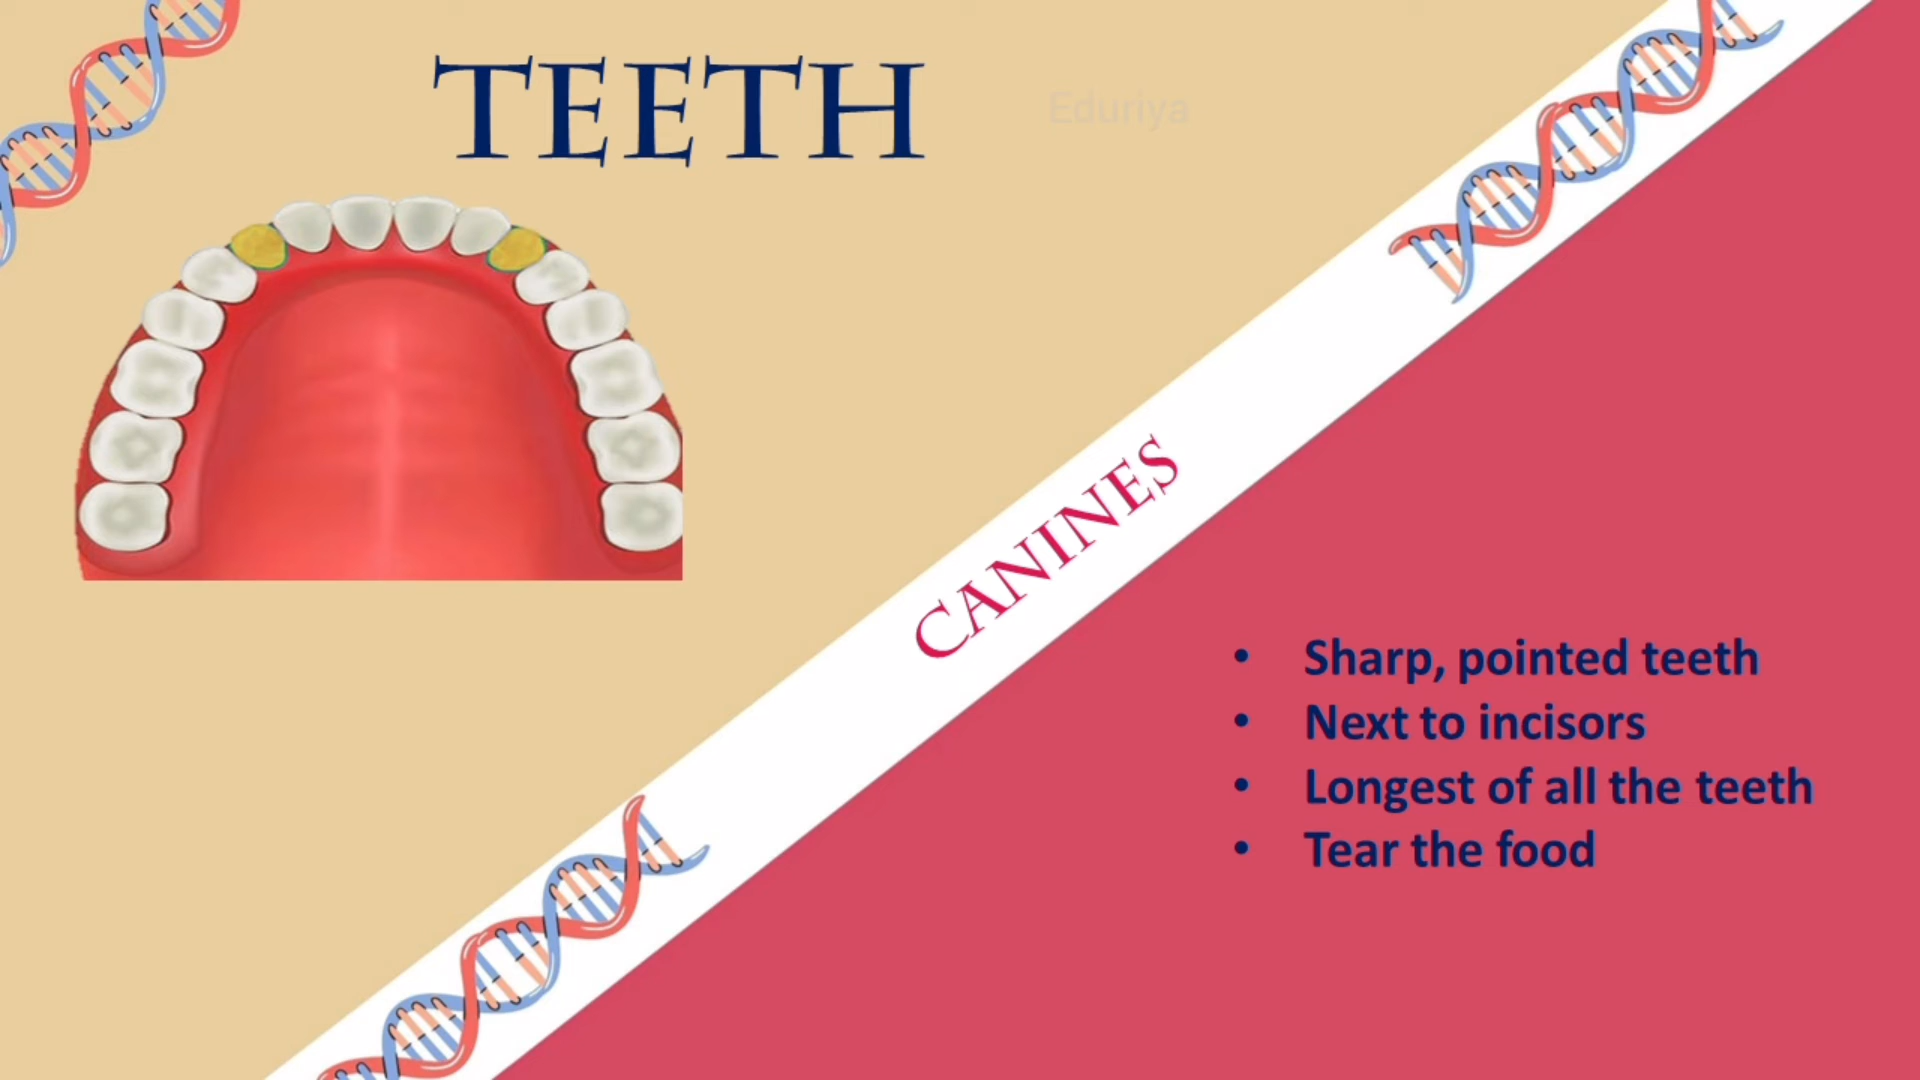 TEETH
Eduriya
CANINES
• Sharp, pointed teeth
• Next to incisors
• Longest of all the teeth
• Tear the food